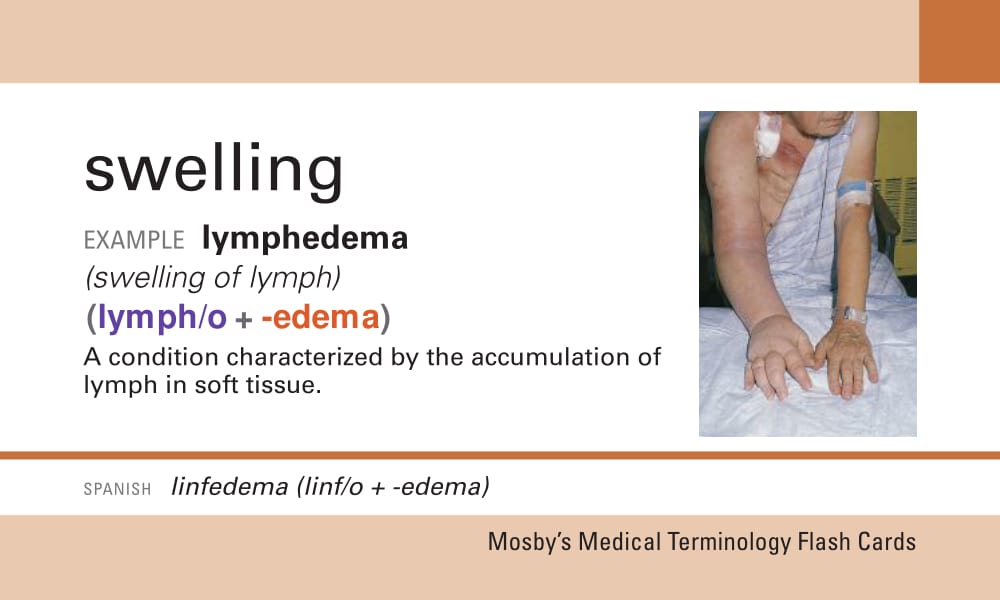 swelling
EXAMPLE lymphedema
(swelling of lymph)
(lymph/o + -edema)
A condition characterized by the accumulation of
lymph in soft tissue.
SPANISH linfedema (linf/o + -edema)
Mosby’s Medical Terminology Flash Cards